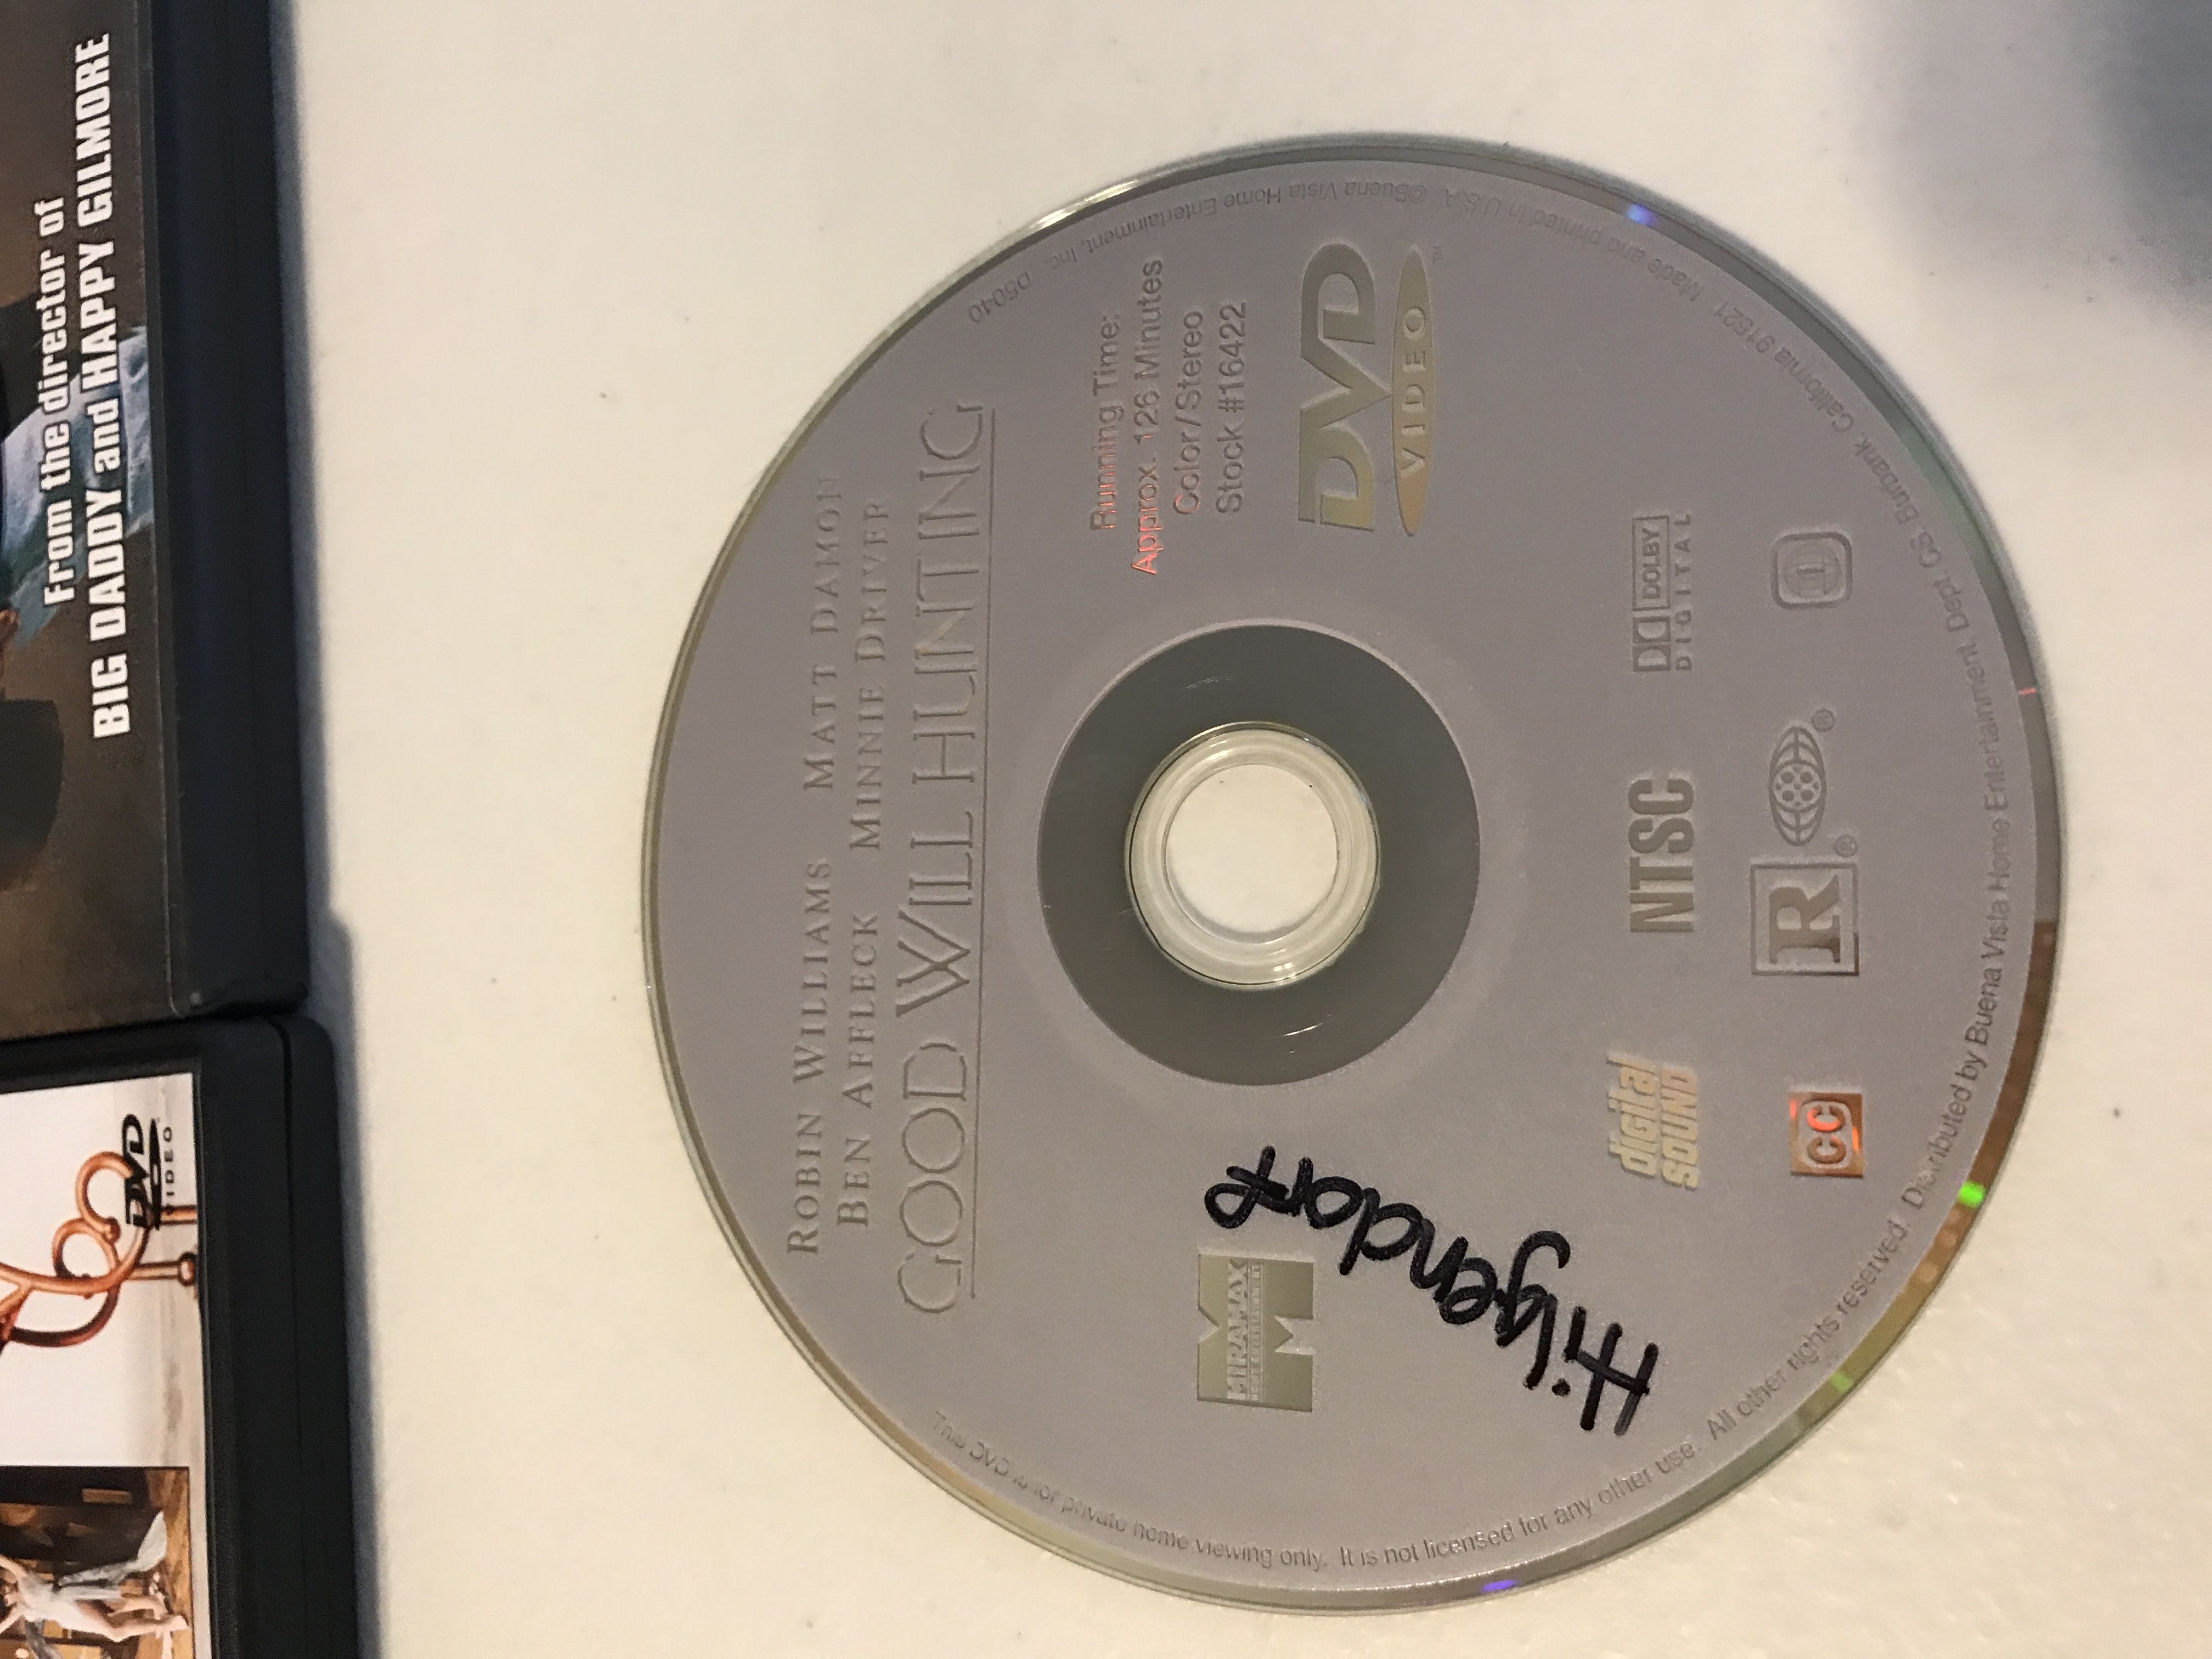 From the director of
BIG DADDY and HAPPY GILMORE
DVD
VIDEO
ROBIN WILLIAMS MATT DAMON
BEN AFFLECK MINNIE DRIVER
GOOD WILL HUNTING
Running Time:
Approx. 126 Minutes
Color/Stereo
Stock #16422
DVD
VIDEO
MIRAMAX
Hilgendorf
digital
SOUND
NTSC
DOLBY
DIGITAL
CC
R®
®
D
This DVD is for private home viewing only. It is not licensed for any other use. All other rights reserved. Distributed by Buena Vista Home Entertainment, Dept CS, Burbank, California 91521 Made and printed in U.S.A. ©Buena Vista Home Entertainment, Inc. D5040